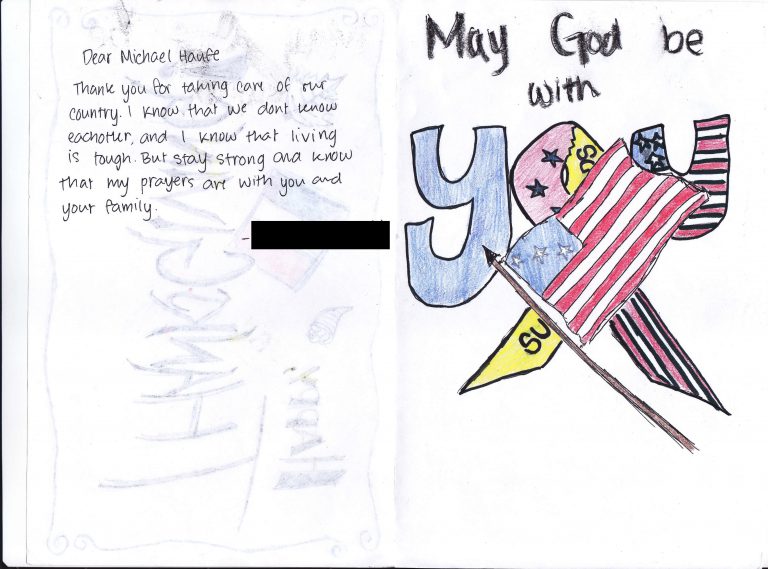 Dear Michael Haufe
Thank you for taking care of our
country. I know that we dont know
eachother, and I know that living
is tough. But stay strong and know
that my prayers are with you and
your family.
May God be
with
you
SU